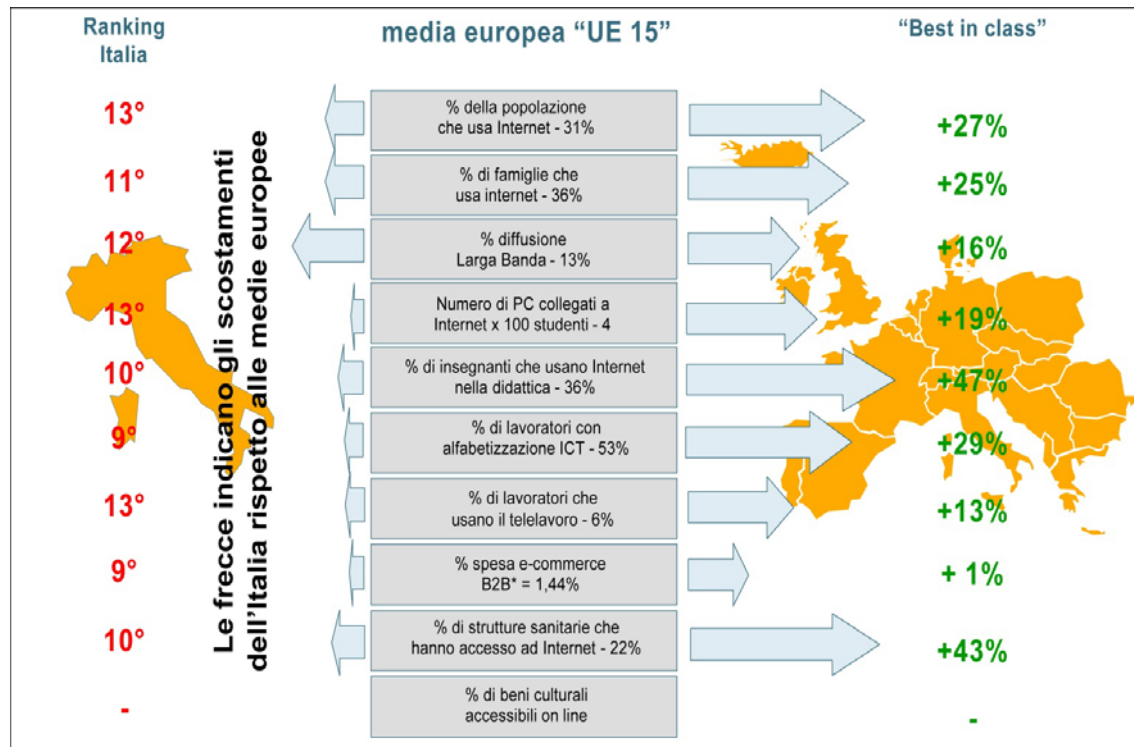 Ranking
Italia
media europea “UE 15”
“Best in class”
13°
% della popolazione
che usa Internet - 31%
+27%
11°
% di famiglie che
usa internet - 36%
+25%
12°
% diffusione
Larga Banda - 13%
+16%
13°
Numero di PC collegati a
Internet x 100 studenti - 4
+19%
10°
% di insegnanti che usano Internet
nella didattica - 36%
+47%
9°
% di lavoratori con
alfabetizzazione ICT - 53%
+29%
13°
% di lavoratori che
usano il telelavoro - 6%
+13%
9°
% spesa e-commerce
B2B* = 1,44%
+ 1%
10°
% di strutture sanitarie che
hanno accesso ad Internet - 22%
+43%
-
% di beni culturali
accessibili on line
-
Le frecce indicano gli scostamenti
dell’Italia rispetto alle medie europee